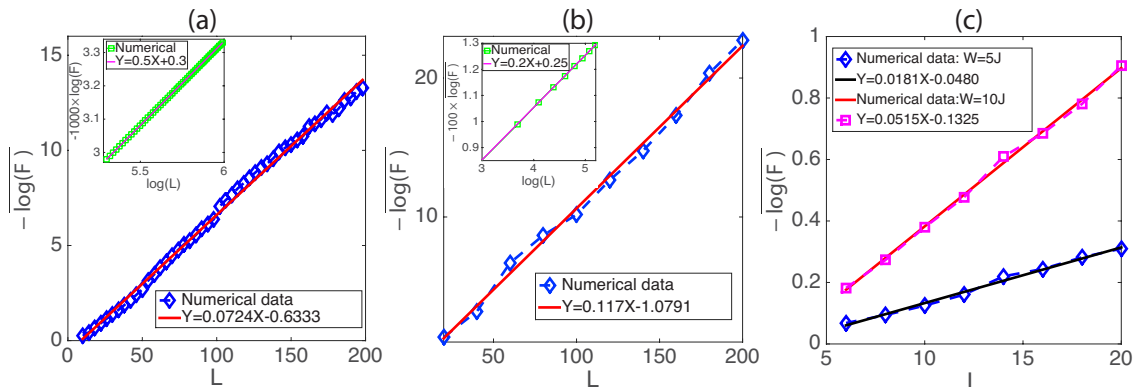 (a)
(b)
(c)
15
10
5
0
- log(F)
0
50
100
150
200
L
Numerical data
Y=0.0724X-0.6333
3.3
3.2
3.1
3
5.5
6
log(L)
-1000×log(F)
Numerical
Y=0.5X+0.3
20
10
- log(F)
50
100
150
200
L
Numerical data
Y=0.117X-1.0791
1.3
1.2
1.1
1
0.9
3
4
5
log(L)
- 100× log(F)
Numerical
Y=0.2X+0.25
1
0.8
0.6
0.4
0.2
0
- log(F)
5
10
15
20
Numerical data: W=5J
Y=0.0181X-0.0480
Numerical data:W=10J
Y=0.0515X-0.1325